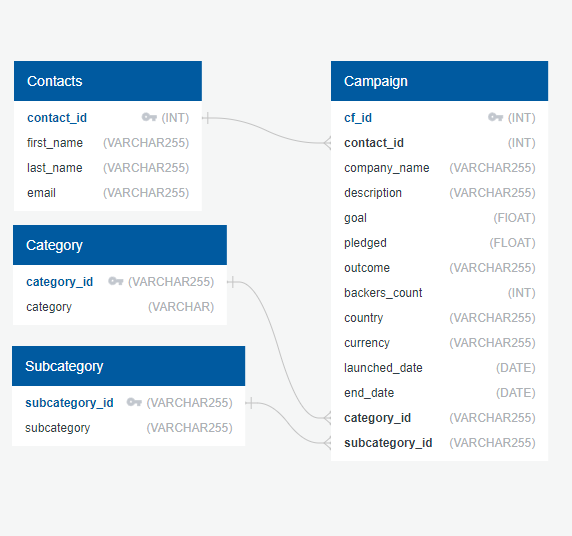 Contacts
contact_id (INT)
first_name (VARCHAR255)
last_name (VARCHAR255)
email (VARCHAR255)
Category
category_id (VARCHAR255)
category (VARCHAR)
Subcategory
subcategory_id (VARCHAR255)
subcategory (VARCHAR255)
Campaign
cf_id (INT)
contact_id (INT)
company_name (VARCHAR255)
description (VARCHAR255)
goal (FIOAT)
pledged (FLOAT)
outcome (VARCHAR255)
backers_count (INT)
country (VARCHAR255)
currency (VARCHAR255)
launched_date (DATE)
end_date (DATE)
category_id (VARCHAR255)
subcategory_id (VARCHAR255)